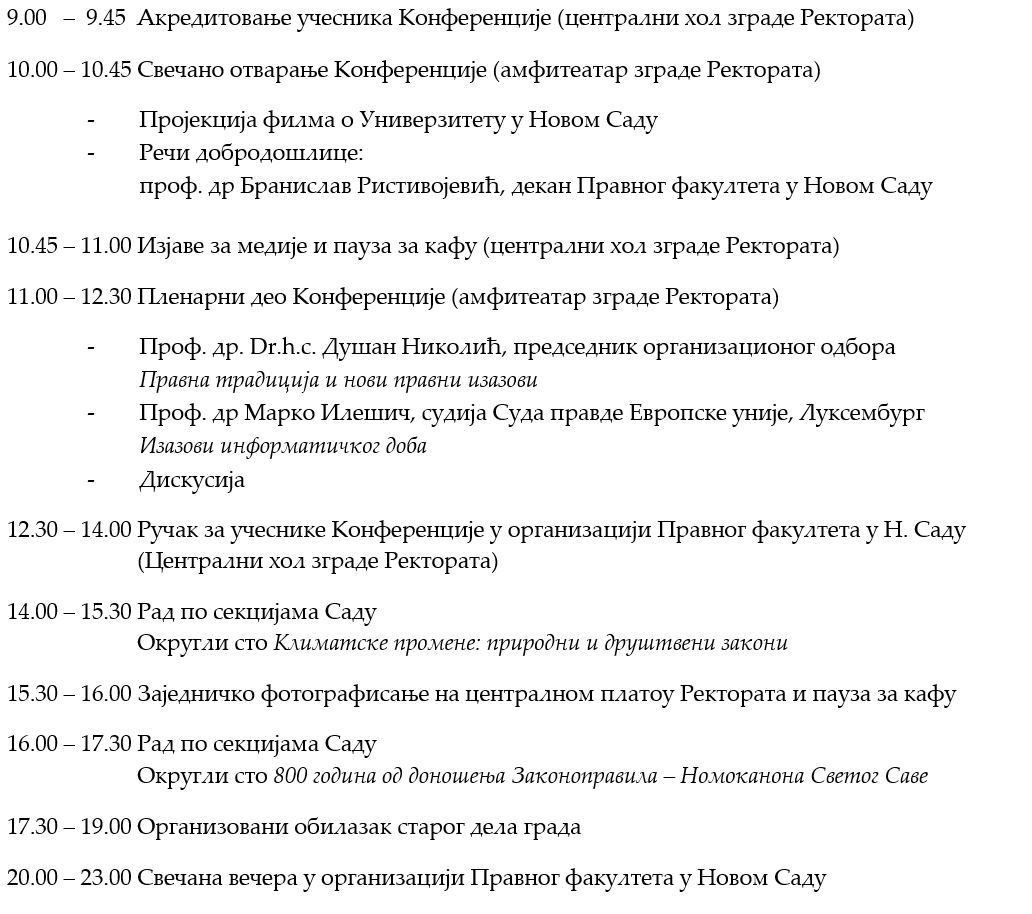 9.00 – 9.45 Акредитовање учесника Конференције (централни хол зграде Ректората)
10.00 – 10.45 Свечано отварање Конференције (амфитеатар зграде Ректората)
- Пројекција филма о Универзитету у Новом Саду
- Речи добродошлице:
проф. др Бранислав Ристивојевић, декан Правног факултета у Новом Саду
10.45 – 11.00 Изјаве за медије и пауза за кафу (централни хол зграде Ректората)
11.00 – 12.30 Пленарни део Конференције (амфитеатар зграде Ректората)
- Проф. др. Dr.h.c. Душан Николић, председник организационог одбора
Правна традиција и нови правни изазови
- Проф. др Марко Илешич, судија Суда правде Европске уније, Луксембург
Изазови информатичког доба
- Дискусија
12.30 – 14.00 Ручак за учеснике Конференције у организацији Правног факултета у Н. Саду
(Централни хол зграде Ректората)
14.00 – 15.30 Рад по секцијама Саду
Округли сто Климатске промене: природни и друштвени закони
15.30 – 16.00 Заједничко фотографисање на централном платоу Ректората и пауза за кафу
16.00 – 17.30 Рад по секцијама Саду
Округли сто 800 година од доношења Законоправила – Номоканона Светог Саве
17.30 – 19.00 Организовани обилазак старог дела града
20.00 – 23.00 Свечана вечера у организацији Правног факултета у Новом Саду